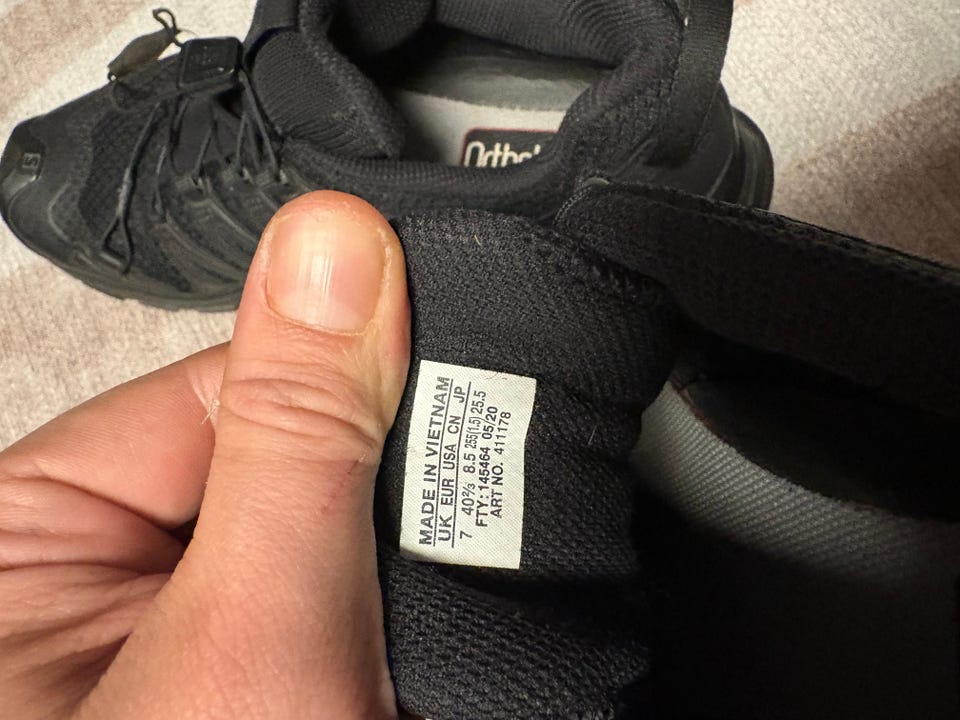 Ortho
MADE IN VIETNAM
UK EUR USA CN JP
7 40⅔ 8.5 255(1.5) 25.5
FTY: 145464 05/20
ART NO. 411178
S